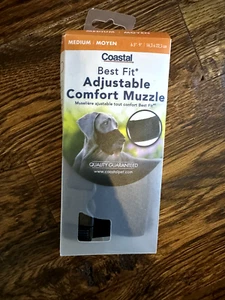 MEDIUM · MOYEN
Coastal
Best Fit®
Adjustable
Comfort Muzzle
Muselière ajustable tout confort Best Fit
QUALITY GUARANTEED
www.coastalpet.com